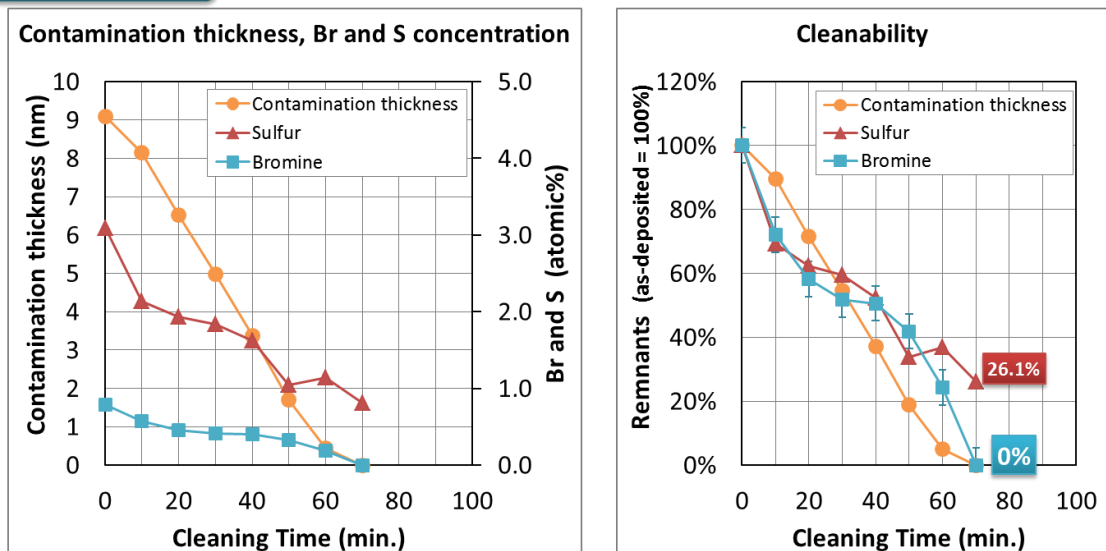 Contamination thickness, Br and S concentration
Contamination thickness (nm)
10
9
8
7
6
5
4
3
2
1
0
Contamination thickness
Sulfur
Bromine
5.0
4.0
3.0
2.0
1.0
0.0
Br and S (atomic%)
0 20 40 60 80 100
Cleaning Time (min.)
Cleanability
Remnants (as-deposited = 100%)
120%
100%
80%
60%
40%
20%
0%
Contamination thickness
Sulfur
Bromine
26.1%
0%
0 20 40 60 80 100
Cleaning Time (min.)